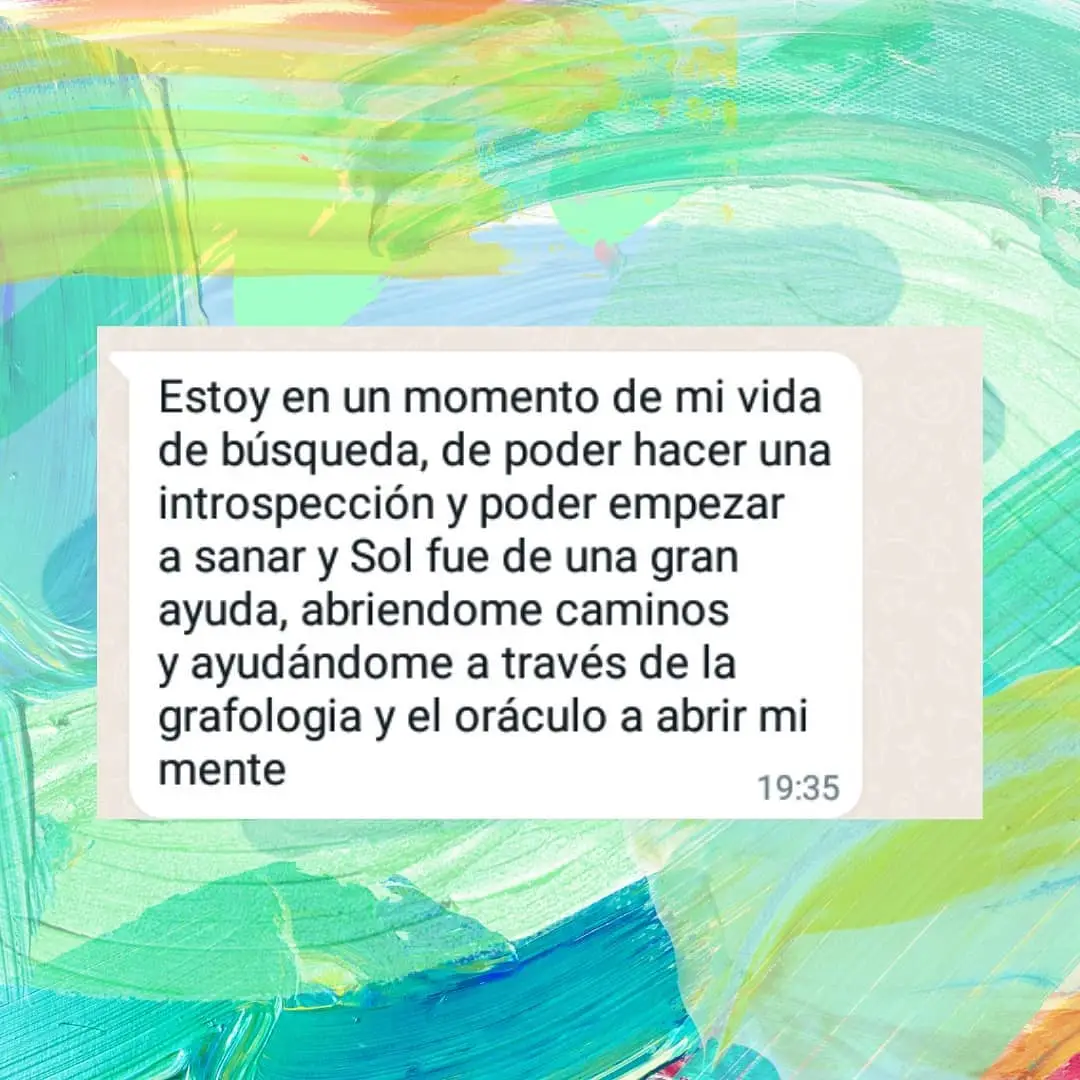 Estoy en un momento de mi vida
de búsqueda, de poder hacer una
introspección y poder empezar
a sanar y Sol fue de una gran
ayuda, abriendome caminos
y ayudándome a través de la
grafologia y el oráculo a abrir mi
mente
19:35